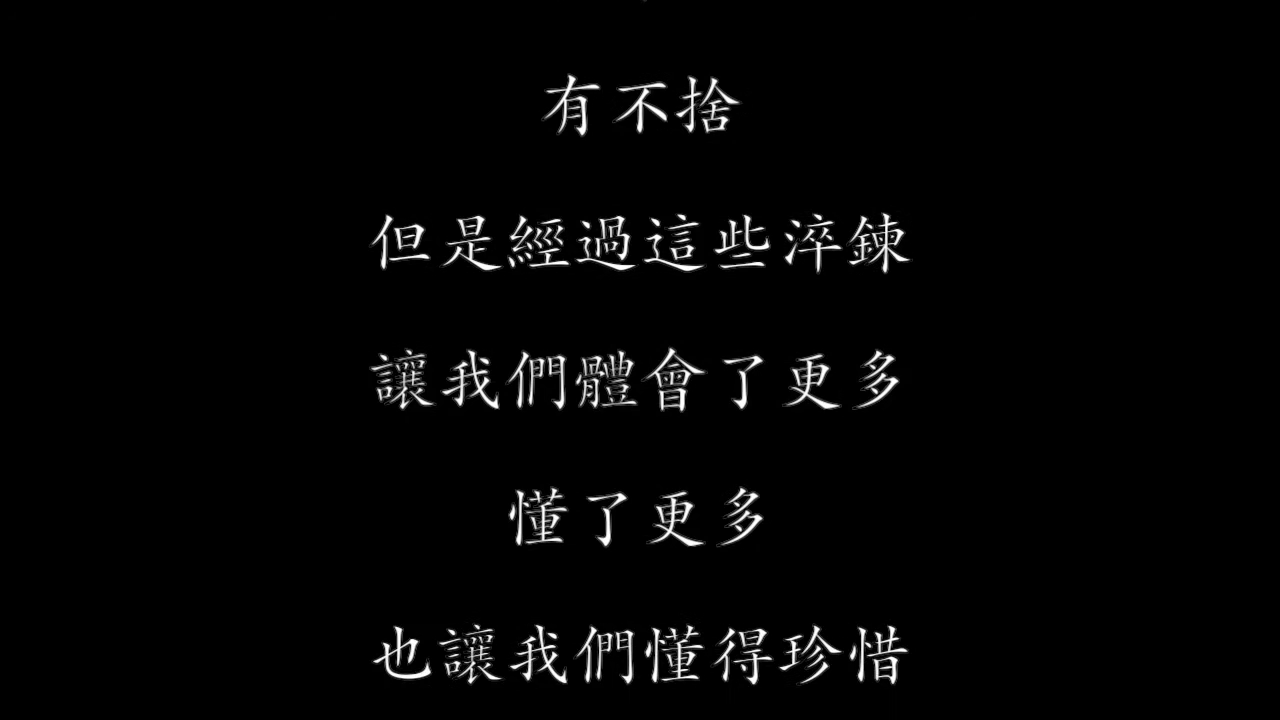 有不捨
但是經過這些淬鍊
讓我們體會了更多
懂了更多
也讓我們懂得珍惜